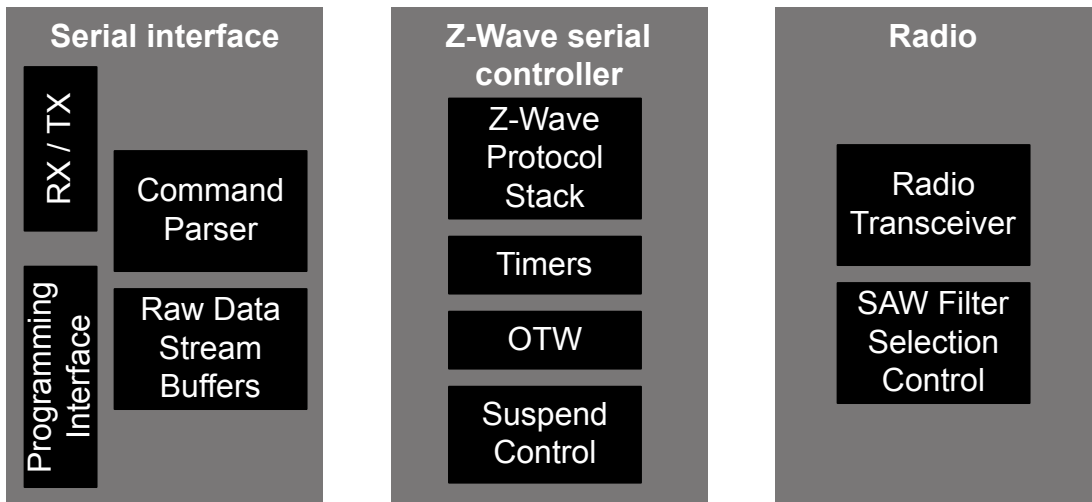 Serial interface
RX / TX
Command
Parser
Programming
Interface
Raw Data
Stream
Buffers
Z-Wave serial
controller
Z-Wave
Protocol
Stack
Timers
OTW
Suspend
Control
Radio
Radio
Transceiver
SAW Filter
Selection
Control